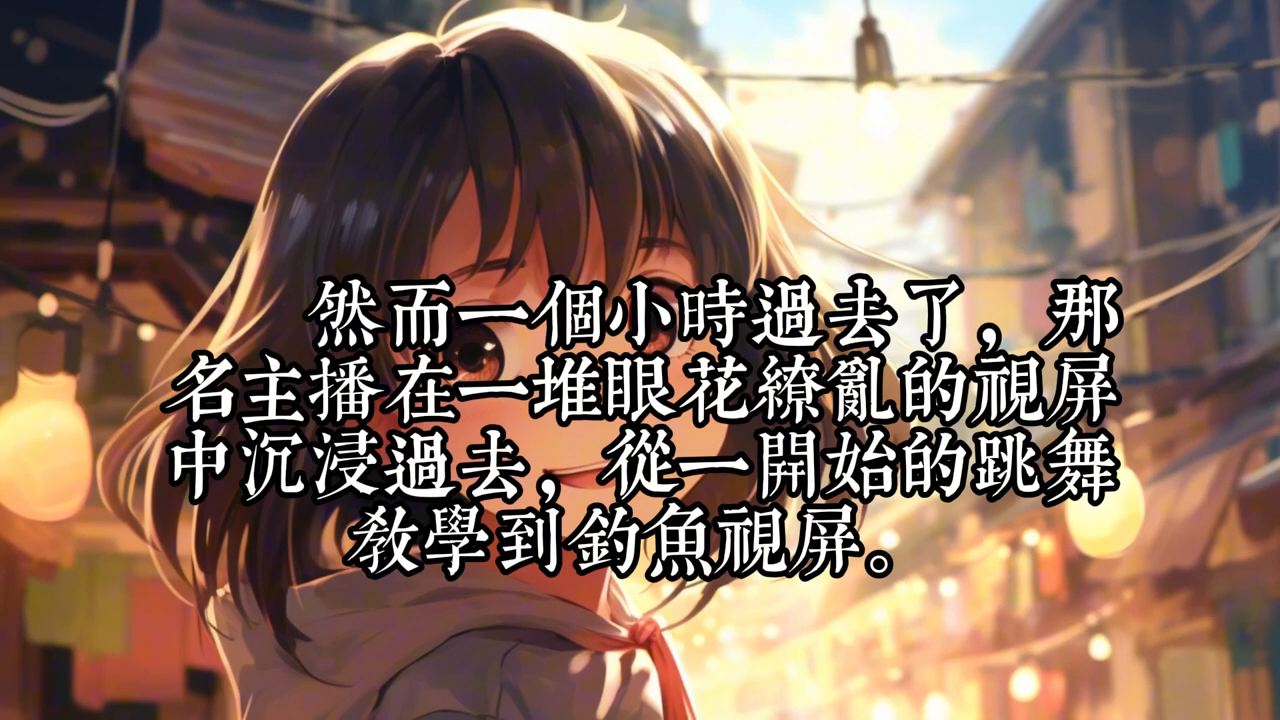 然而一個小時過去了，那
名主播在一堆眼花繚亂的視屏
中沉浸過去，從一開始的跳舞
教學到釣魚視屏。